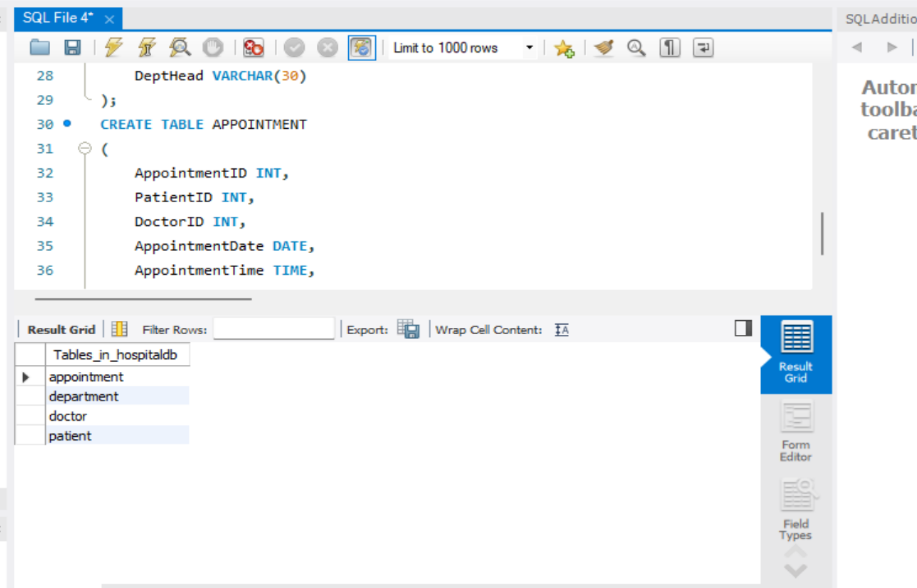 SQL File 4*
SQLAdditio
Limit to 1000 rows
28 DeptHead VARCHAR(30)
29 );
30 CREATE TABLE APPOINTMENT
31 (
32 AppointmentID INT,
33 PatientID INT,
34 DoctorID INT,
35 AppointmentDate DATE,
36 AppointmentTime TIME,
Autor
toolba
caret
Result Grid Filter Rows: Export: Wrap Cell Content:
Tables_in_hospitaldb
appointment
department
doctor
patient
Result
Grid
Form
Editor
Field
Types